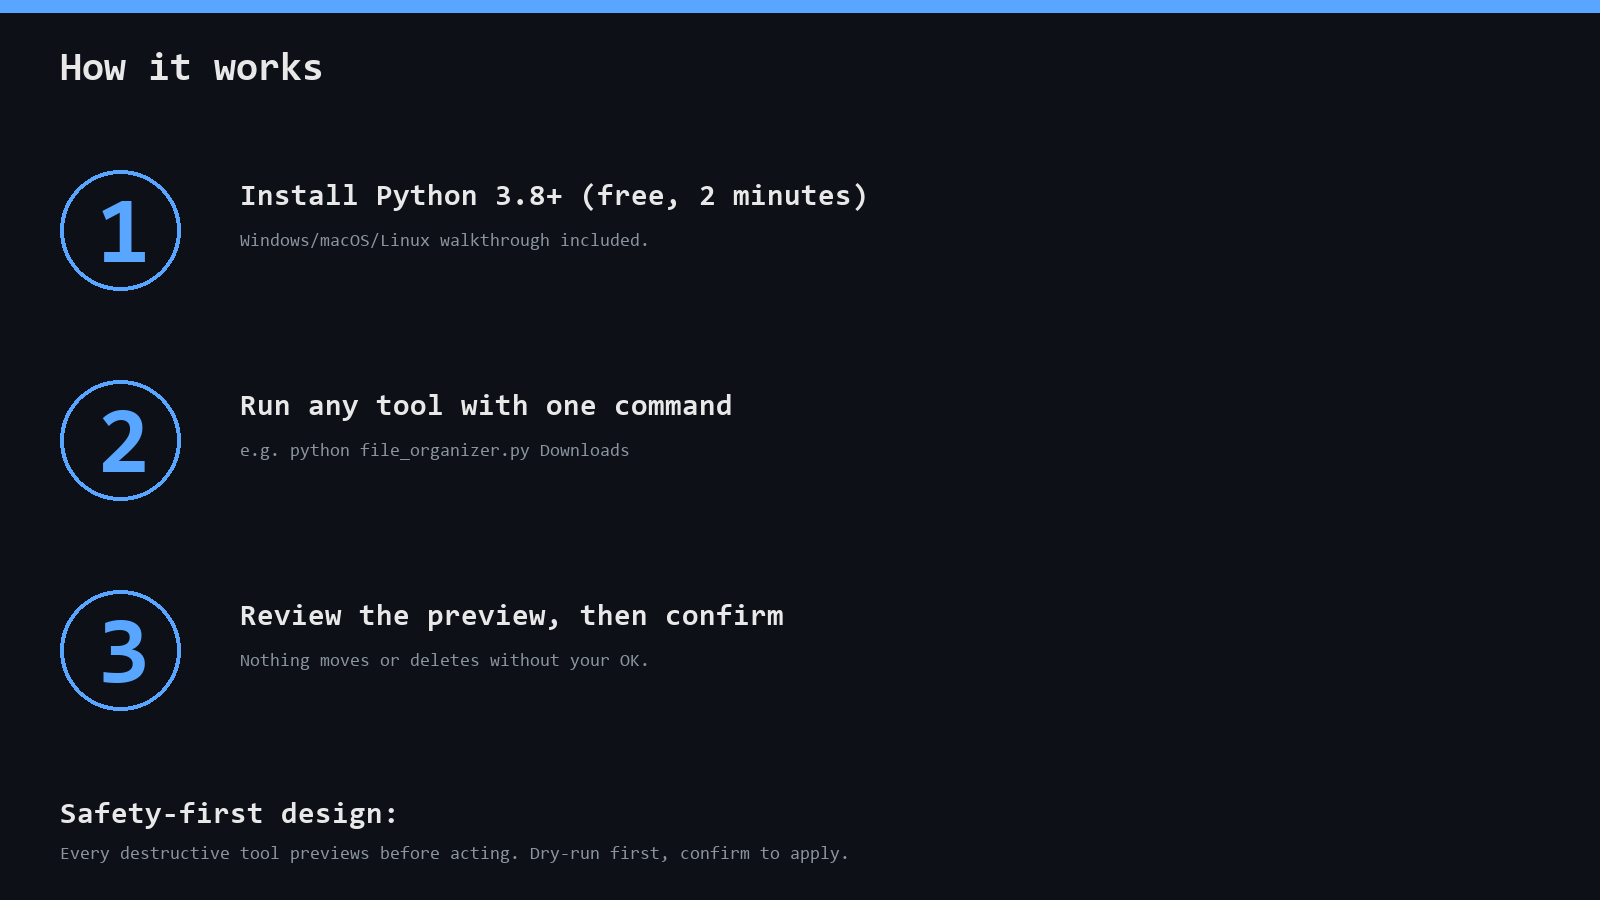 How it works
1
Install Python 3.8+ (free, 2 minutes)
Windows/macOS/Linux walkthrough included.
2
Run any tool with one command
e.g. python file_organizer.py Downloads
3
Review the preview, then confirm
Nothing moves or deletes without your OK.
Safety-first design:
Every destructive tool previews before acting. Dry-run first, confirm to apply.